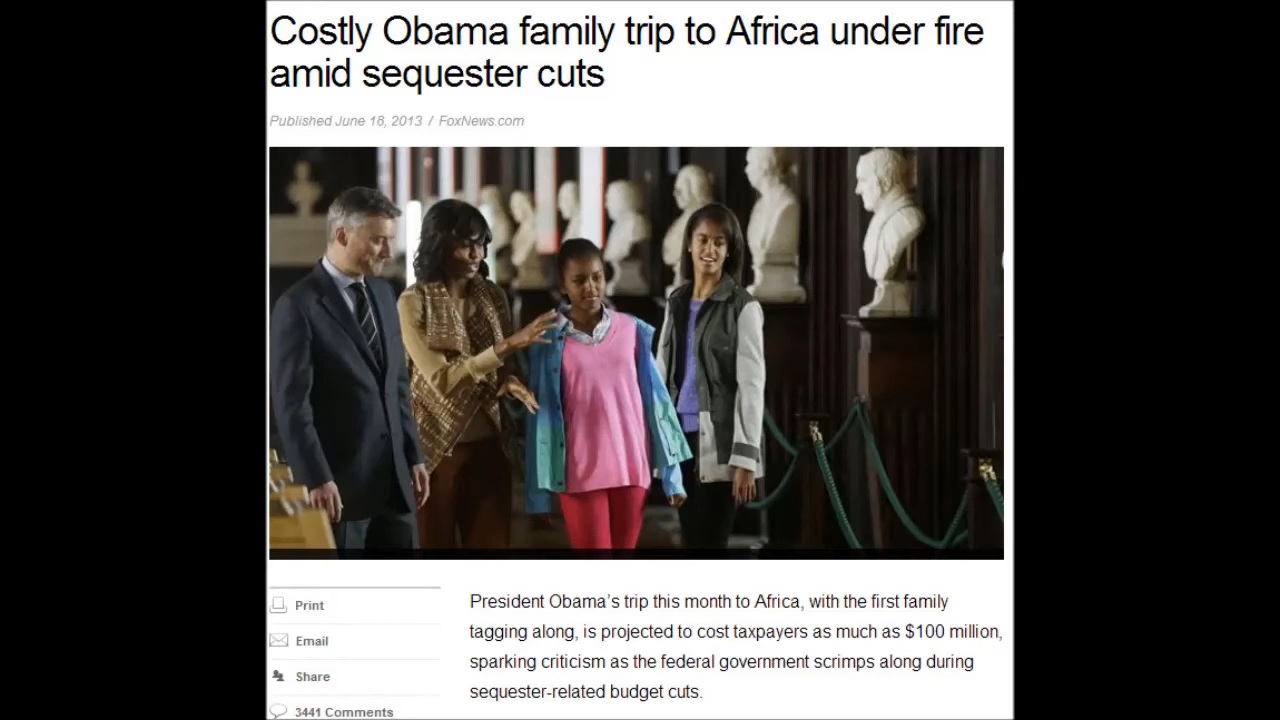 Costly Obama family trip to Africa under fire
amid sequester cuts
Published June 18, 2013 / FoxNews.com
Print
Email
Share
3441 Comments
President Obama’s trip this month to Africa, with the first family
tagging along, is projected to cost taxpayers as much as $100 million,
sparking criticism as the federal government scrimps along during
sequester-related budget cuts.